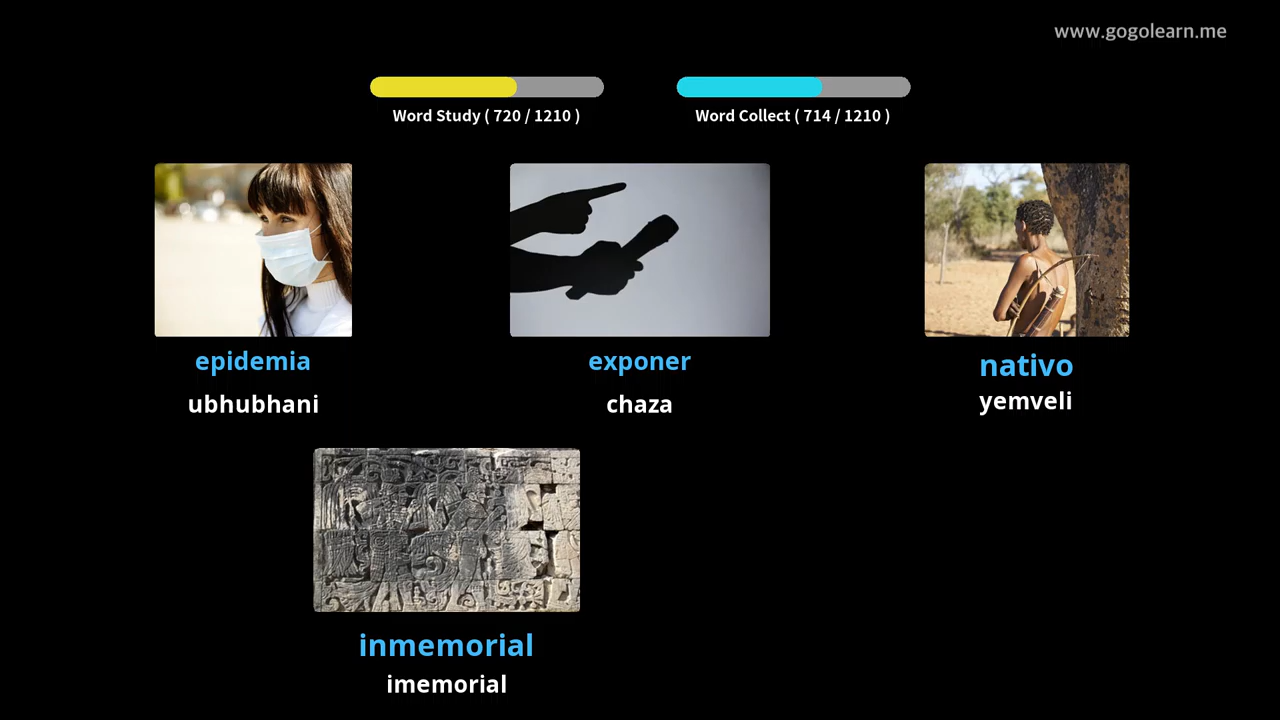 www.gogolearn.me
Word Study ( 720 / 1210 )
Word Collect ( 714 / 1210 )
epidemia
ubhubhani
exponer
chaza
nativo
yemveli
inmemorial
imemorial